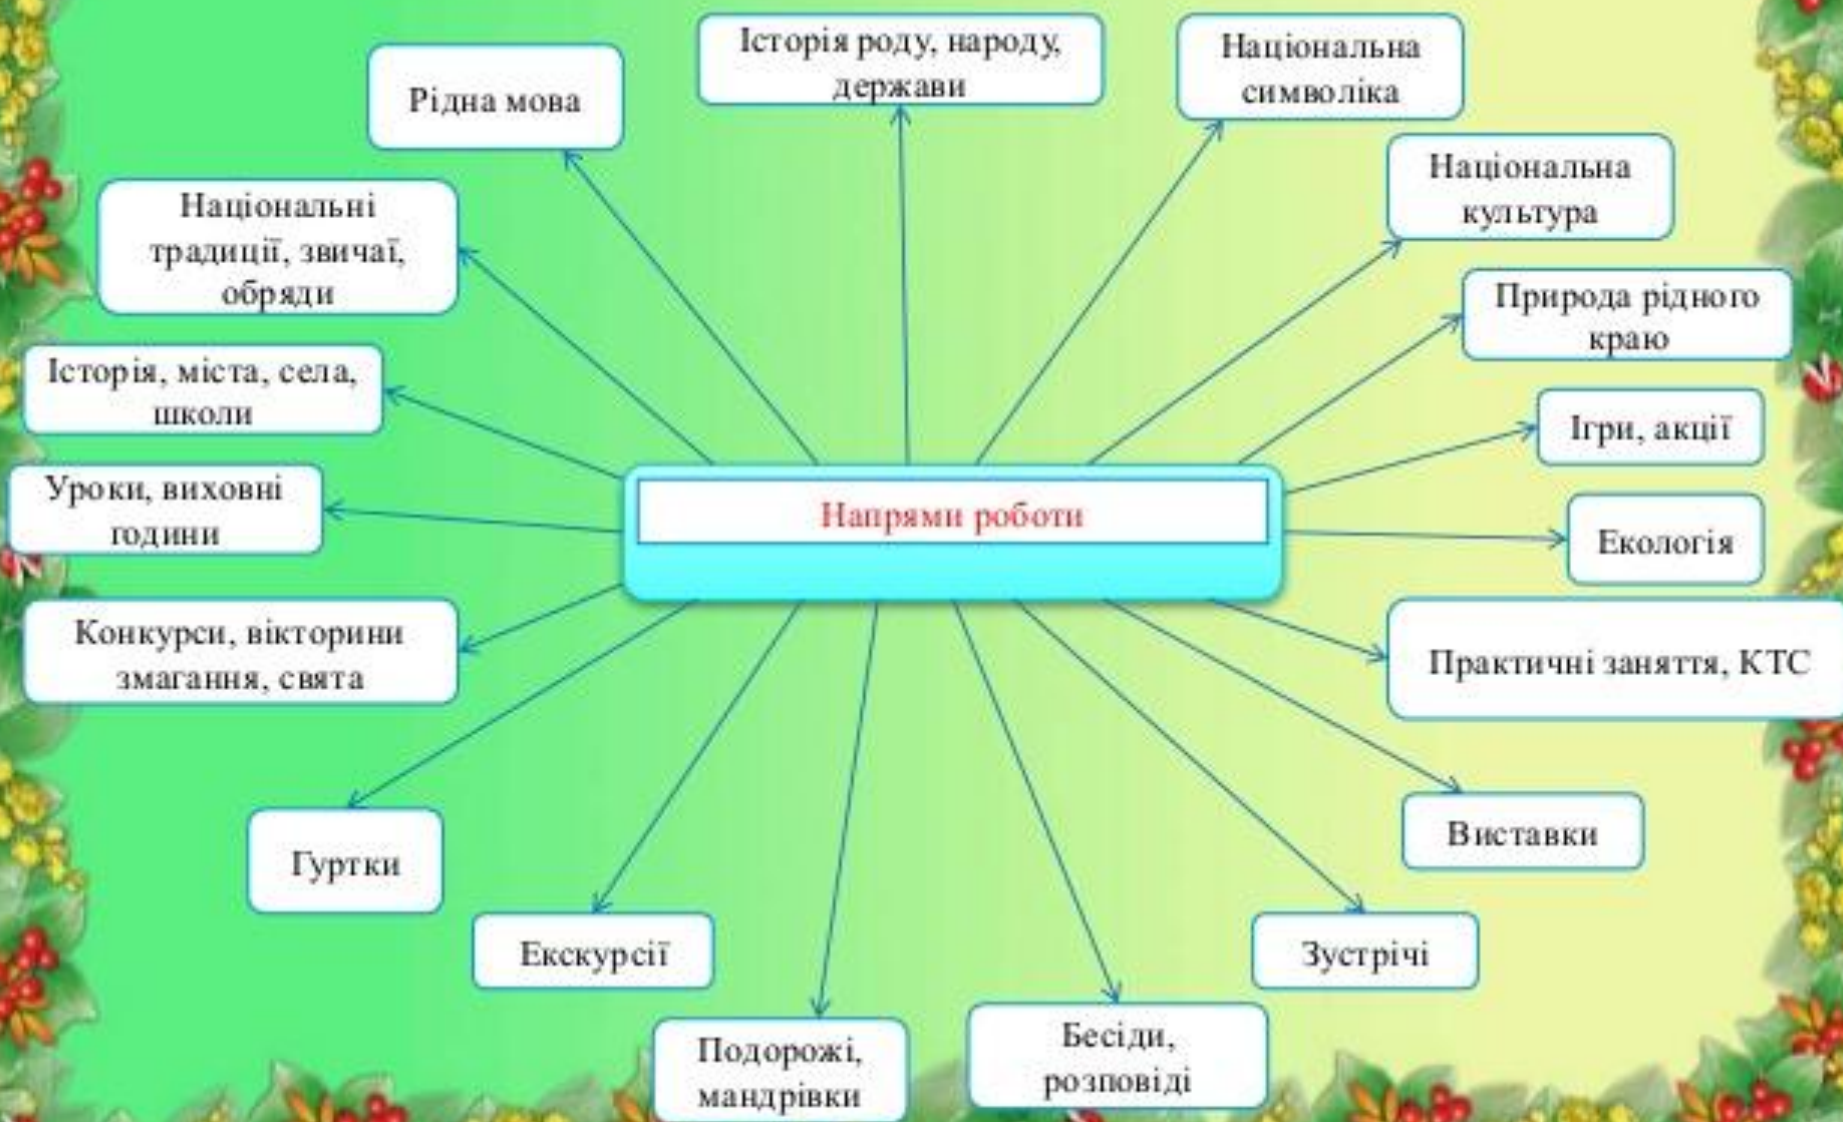 Історія роду, народу,
держави
Національна
символіка
Рідна мова
Національна
культура
Національні
традиції, звичаї,
обряди
Природа рідного
краю
Історія, міста, села,
школи
Ігри, акції
Уроки, виховні
години
Напрями роботи
Екологія
Конкурси, вікторини
змагання, свята
Практичні заняття, КТС
Виставки
Гуртки
Екскурсії
Зустрічі
Подорожі,
мандрівки
Бесіди,
розповіді